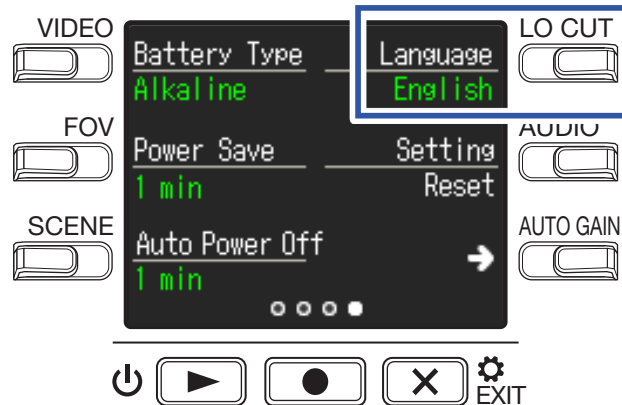 VIDEO
LO CUT
Battery Type
Language
Alkaline
English
FOV
AUDIO
Power Save
Setting
1 min
Reset
SCENE
AUTO GAIN
Auto Power Off
1 min
EXIT